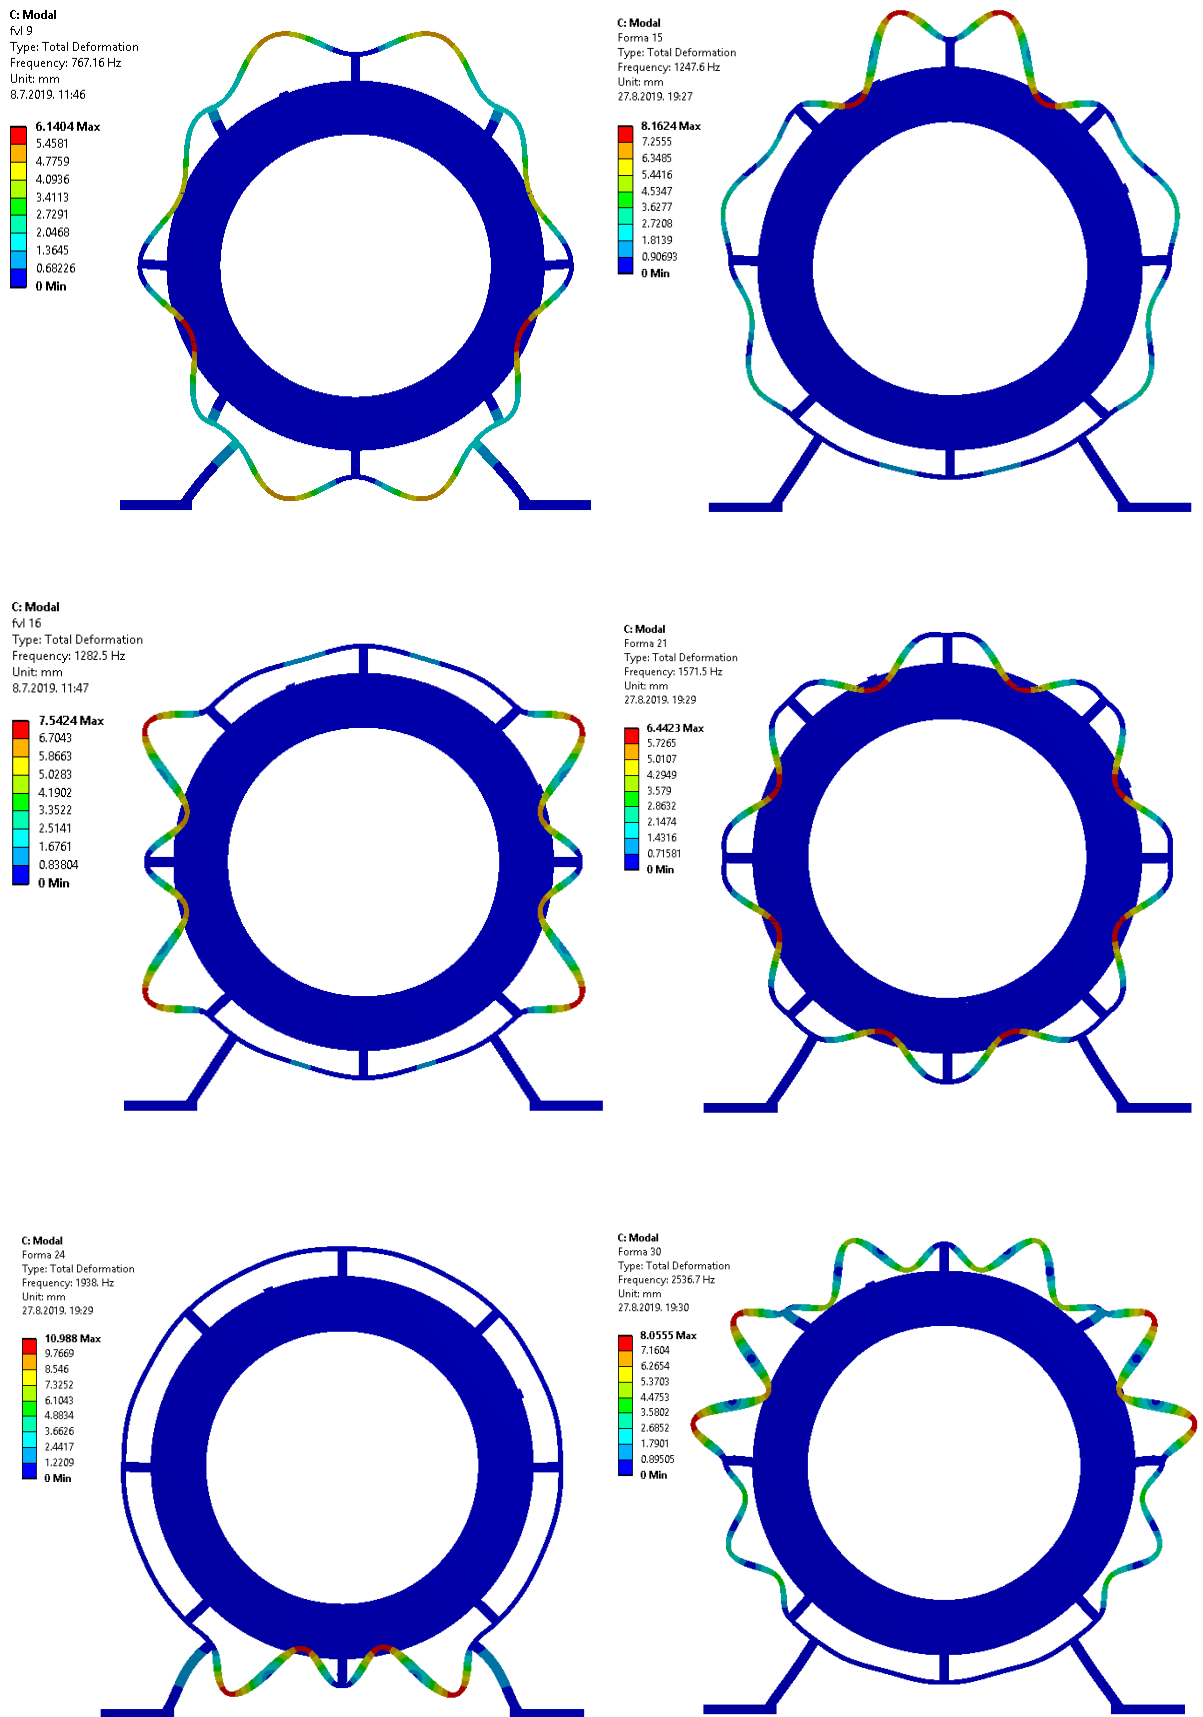 C: Modal
fvl 9
Type: Total Deformation
Frequency: 767.16 Hz
Unit: mm
8.7.2019. 11:46
6.1404 Max
5.4581
4.7759
4.0936
3.4113
2.7291
2.0468
1.3645
0.68226
0 Min
C: Modal
Forma 15
Type: Total Deformation
Frequency: 1247.6 Hz
Unit: mm
27.8.2019. 19:27
8.1624 Max
7.2555
6.3485
5.4416
4.5347
3.6277
2.7208
1.8139
0.90693
0 Min
C: Modal
fvl 16
Type: Total Deformation
Frequency: 1282.5 Hz
Unit: mm
8.7.2019. 11:47
7.5424 Max
6.7043
5.8663
5.0283
4.1902
3.3522
2.5141
1.6761
0.83804
0 Min
C: Modal
Forma 21
Type: Total Deformation
Frequency: 1571.5 Hz
Unit: mm
27.8.2019. 19:29
6.4423 Max
5.7265
5.0107
4.2949
3.579
2.8632
2.1474
1.4316
0.71581
0 Min
C: Modal
Forma 24
Type: Total Deformation
Frequency: 1938. Hz
Unit: mm
27.8.2019. 19:29
10.988 Max
9.7669
8.546
7.3252
6.1043
4.8834
3.6626
2.4417
1.2209
0 Min
C: Modal
Forma 30
Type: Total Deformation
Frequency: 2536.7 Hz
Unit: mm
27.8.2019. 19:30
8.0555 Max
7.1604
6.2654
5.3703
4.4753
3.5802
2.6852
1.7901
0.89505
0 Min